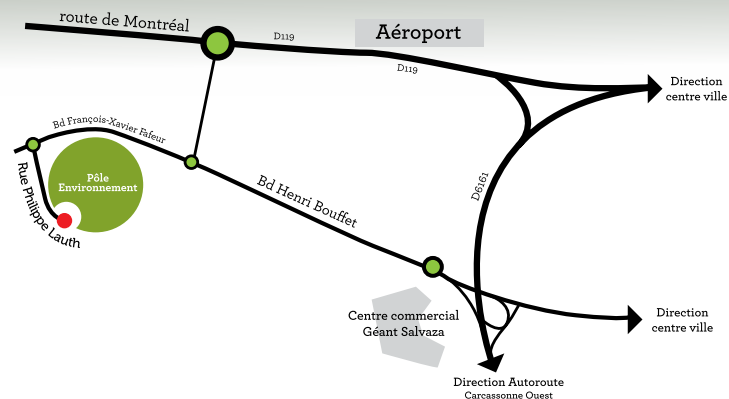 route de Montréal
D119
Aéroport
D119
Direction
centre ville
Bd François-Xavier Fafeur
Pôle
Environnement
Rue Philippe Lauth
Bd Henri Bouffet
D6161
Centre commercial
Géant Salvaza
Direction
centre ville
Direction Autoroute
Carcassonne Ouest